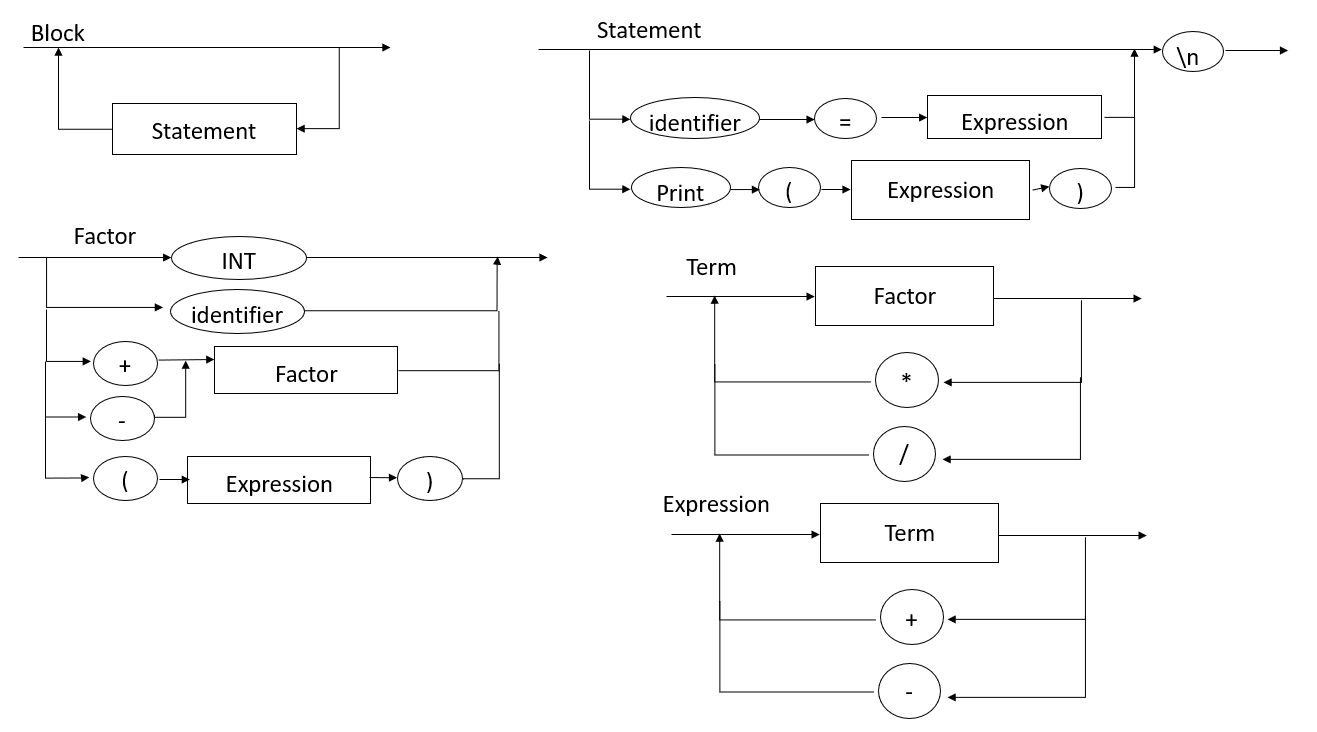 Block
Statement
Statement
\n
identifier
=
Expression
Print
(
Expression
)
Factor
INT
identifier
+
Factor
-
(
Expression
)
Term
Factor
*
/
Expression
Term
+
-